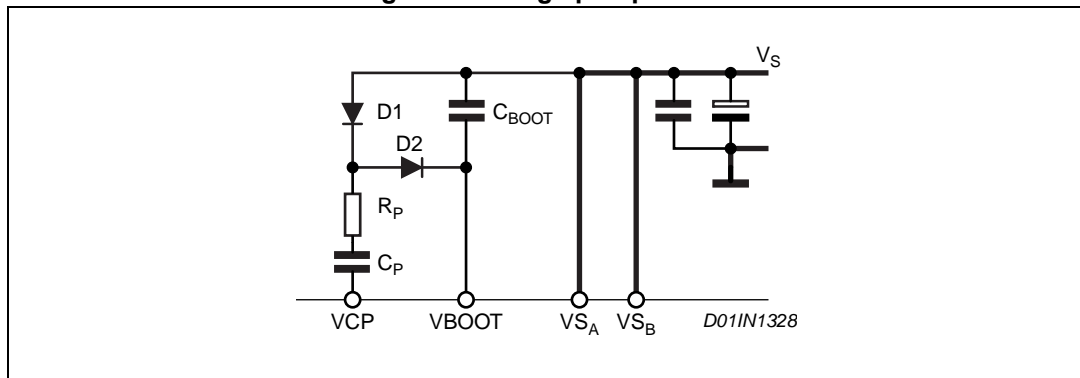 V_S
D1
C_BOOT
D2
R_P
C_P
VCP VBOOT VS_A VS_B D01IN1328